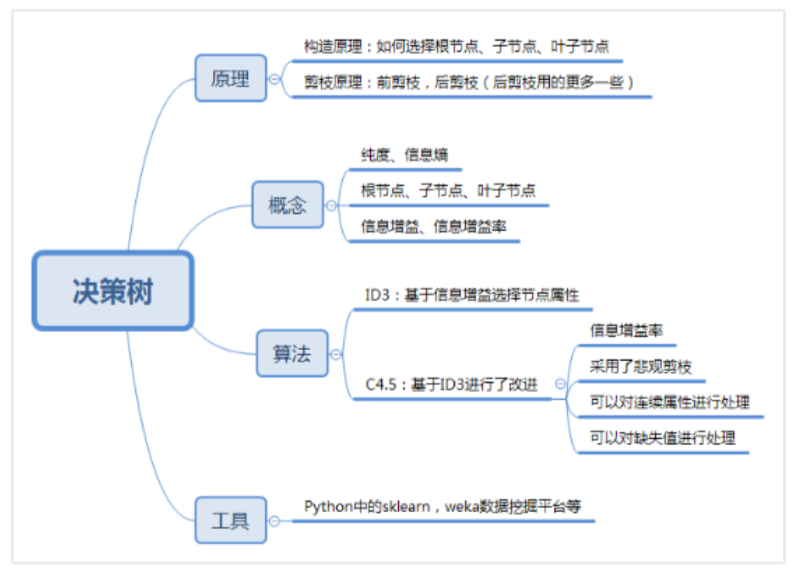 决策树
原理
构造原理：如何选择根节点、子节点、叶子节点
剪枝原理：前剪枝，后剪枝（后剪枝用的更多一些）
概念
纯度、信息熵
根节点、子节点、叶子节点
信息增益、信息增益率
算法
ID3：基于信息增益选择节点属性
C4.5：基于ID3进行了改进
信息增益率
采用了悲观剪枝
可以对连续属性进行处理
可以对缺失值进行处理
工具
Python中的sklearn，weka数据挖掘平台等